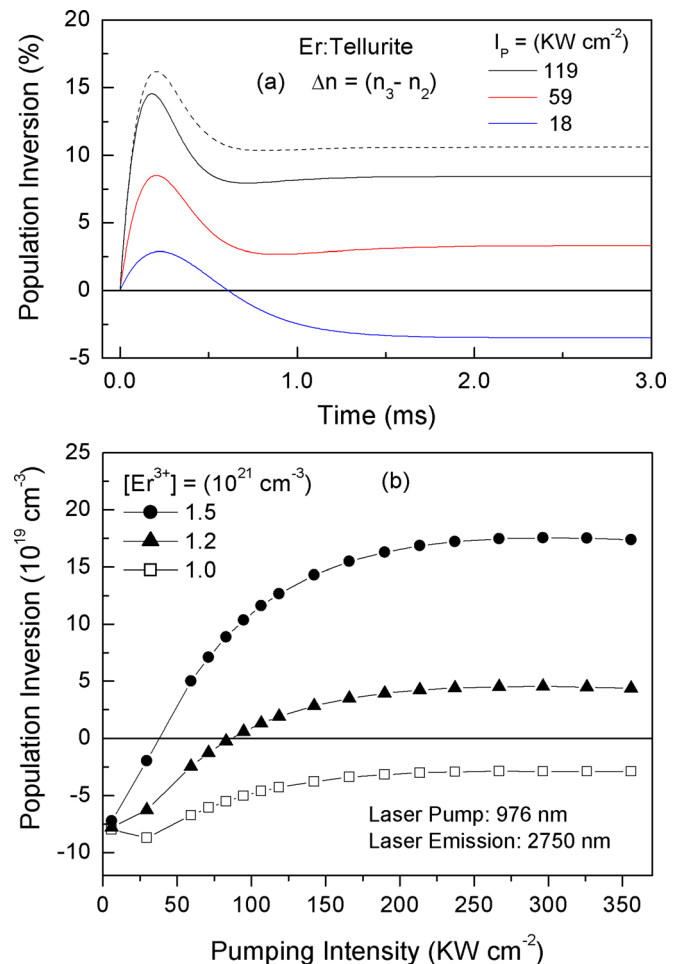 Er:Tellurite
(a) Δn = (n₃- n₂)
I_P = (KW cm⁻²)
119
59
18
Population Inversion (%)
20
15
10
5
0
-5
0.0
1.0
2.0
3.0
Time (ms)
[Er³⁺] = (10²¹ cm⁻³)
(b)
1.5
1.2
1.0
Population Inversion (10¹⁹ cm⁻³)
25
20
15
10
5
0
-5
-10
Laser Pump: 976 nm
Laser Emission: 2750 nm
0 50 100 150 200 250 300 350
Pumping Intensity (KW cm⁻²)